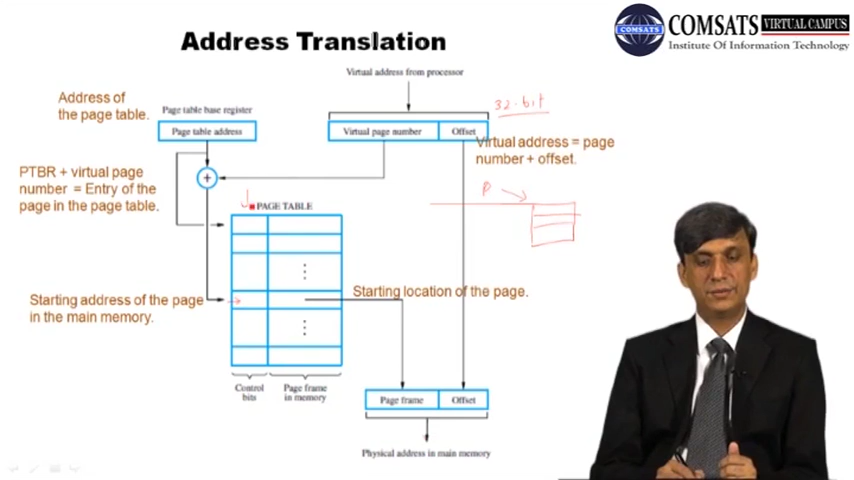 Address Translation
COMSATS VIRTUAL CAMPUS
COMSATS
Institute Of Information Technology
Virtual address from processor
Address of
the page table.
Page table base register
Page table address
32-bit
Virtual page number
Offset
Virtual address = page
number + offset.
PTBR + virtual page
number = Entry of the
page in the page table.
+
P
PAGE TABLE
Starting address of the page
in the main memory.
Starting location of the page.
Control
bits
Page frame
in memory
Page frame
Offset
Physical address in main memory